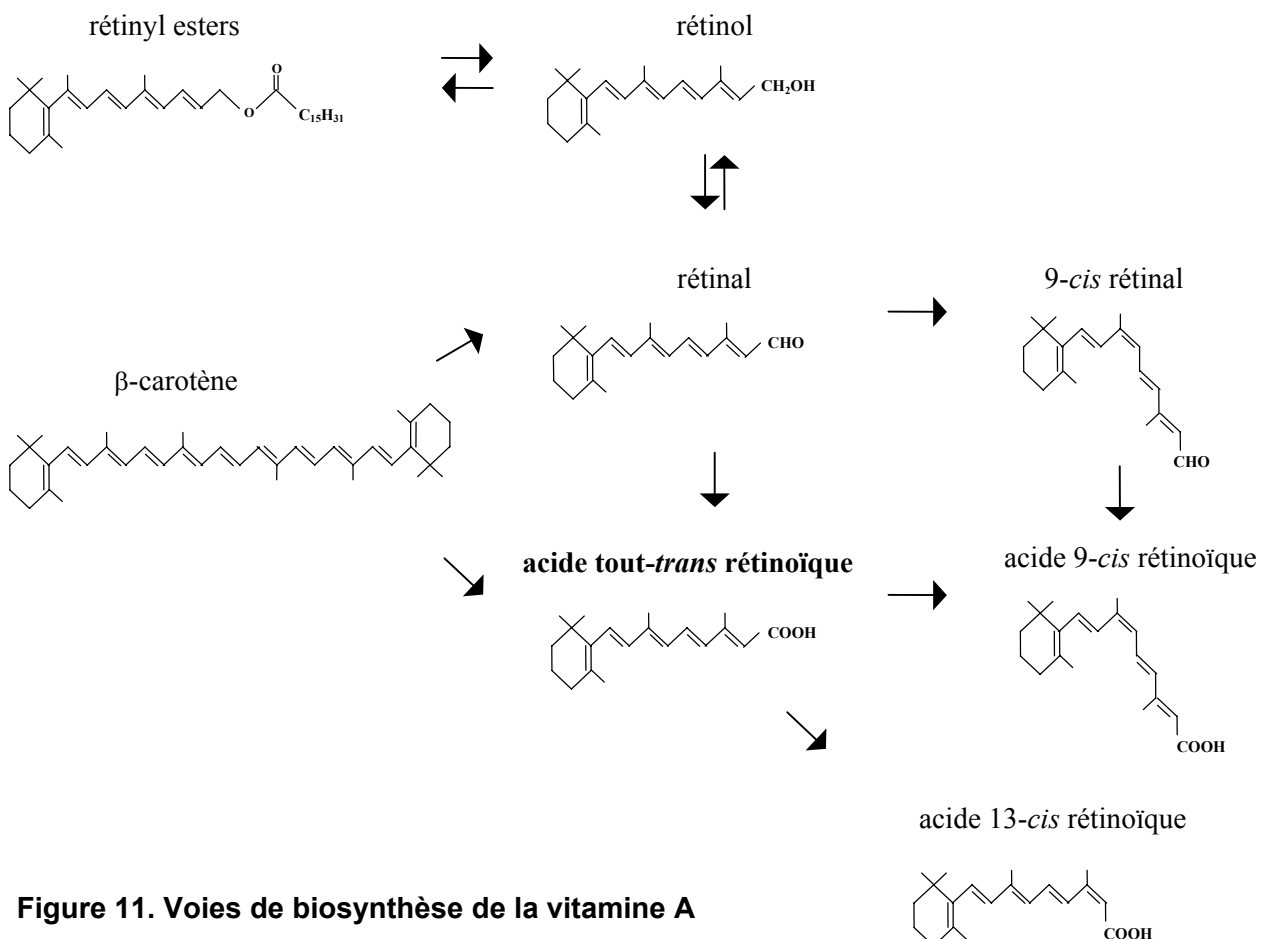 rétinyl esters
rétinol
O
O
C₁₅H₃₁
CH₂OH
rétinal
9-cis rétinal
CHO
β-carotène
CHO
acide tout-trans rétinoïque
acide 9-cis rétinoïque
COOH
COOH
acide 13-cis rétinoïque
COOH
Figure 11. Voies de biosynthèse de la vitamine A